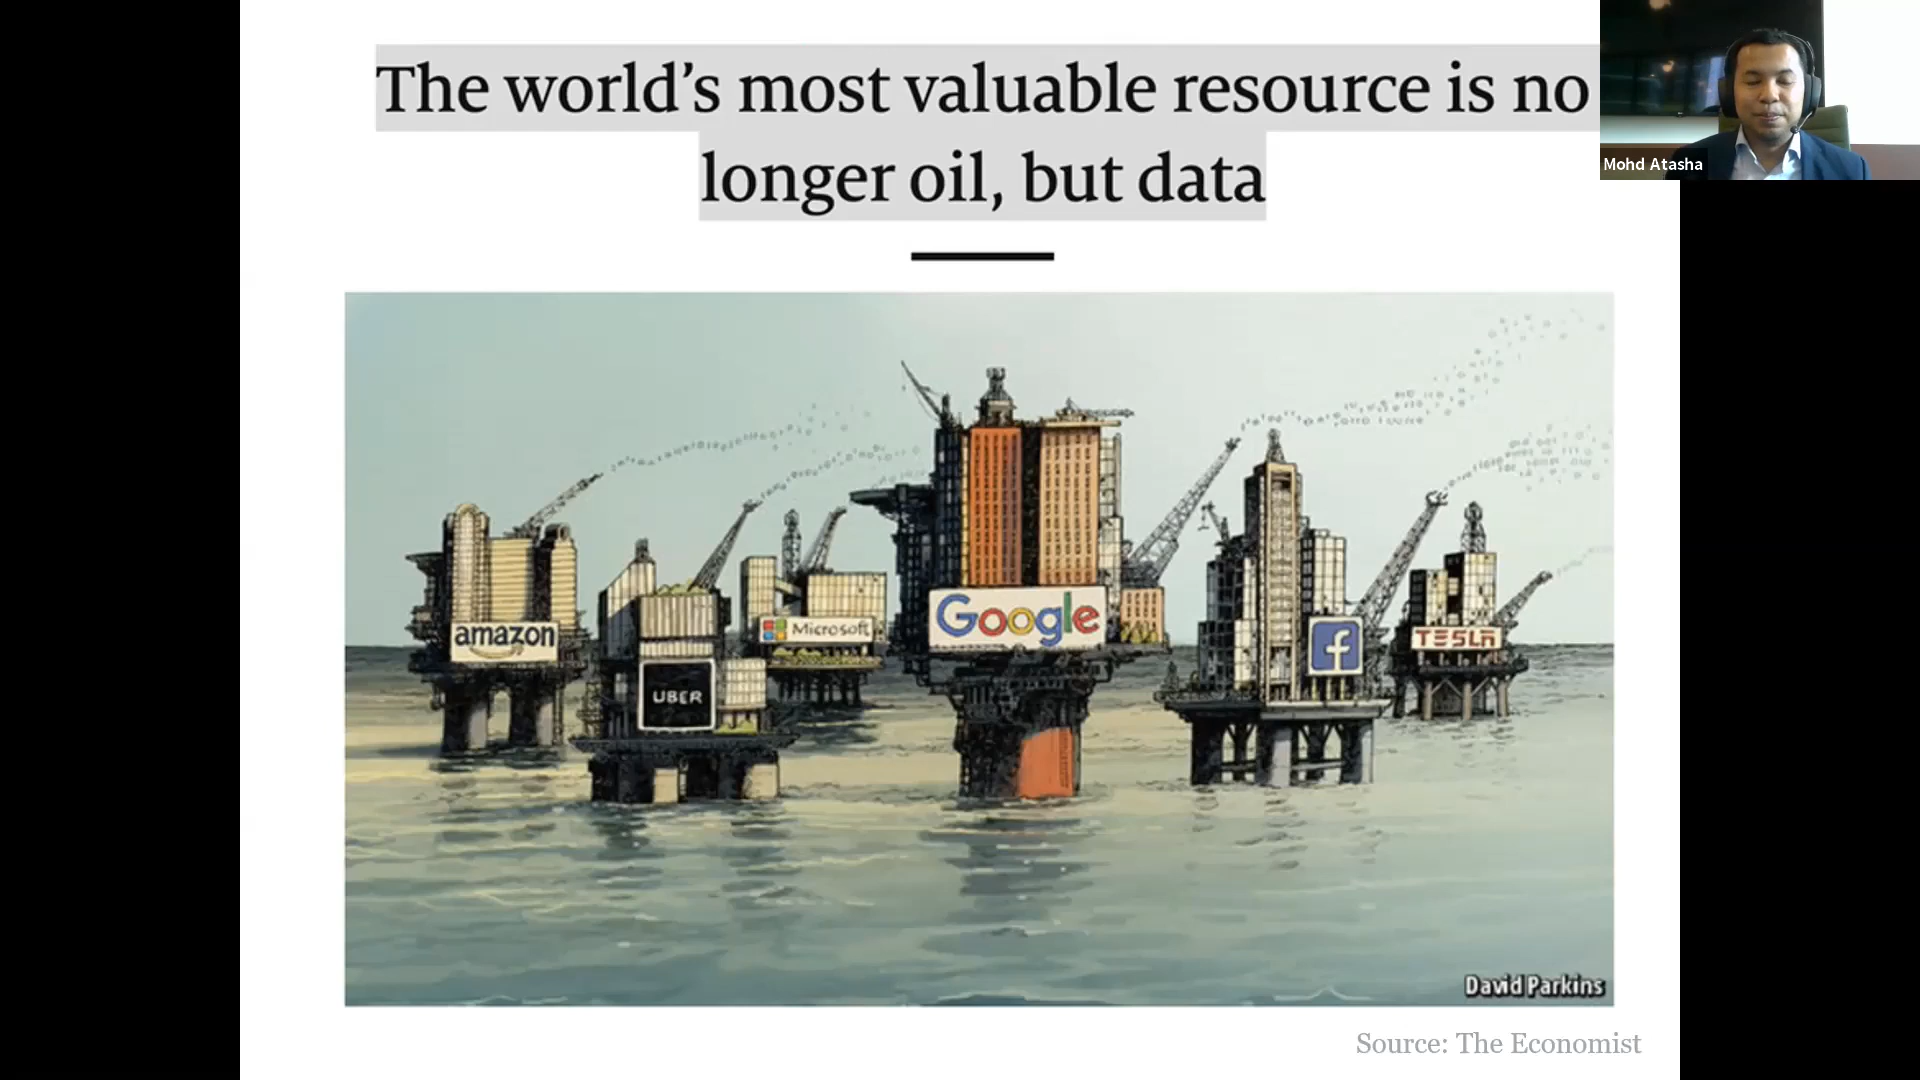 The world’s most valuable resource is no
longer oil, but data
Mohd Atasha
amazon
UBER
Microsoft
Google
f
TESLA
David Parkins
Source: The Economist